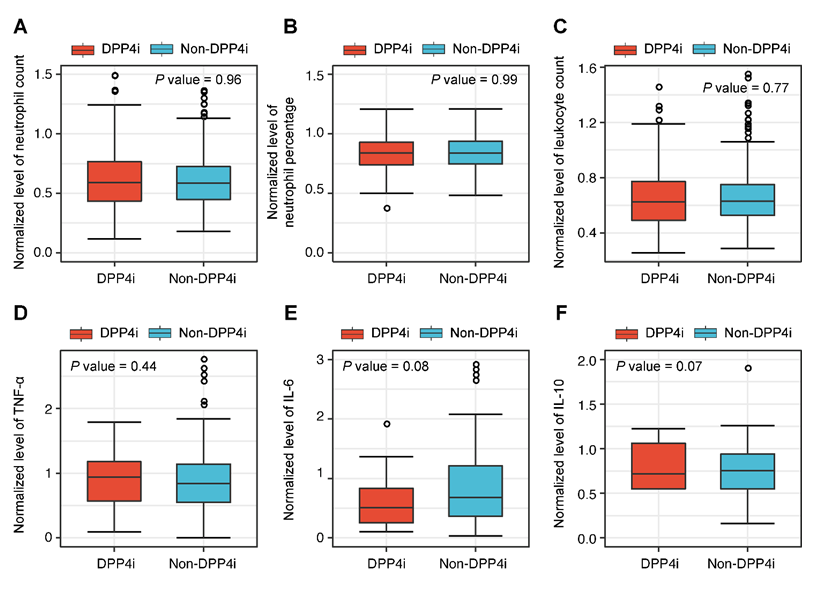 A
DPP4i Non-DPP4i
Normalized level of neutrophil count
P value = 0.96
1.5
1.0
0.5
0.0
DPP4i Non-DPP4i
B
DPP4i Non-DPP4i
Normalized level of
neutrophil percentage
P value = 0.99
1.5
1.0
0.5
0.0
DPP4i Non-DPP4i
C
DPP4i Non-DPP4i
Normalized level of leukocyte count
P value = 0.77
1.6
1.2
0.8
0.4
DPP4i Non-DPP4i
D
DPP4i Non-DPP4i
Normalized level of TNF-α
P value = 0.44
2
1
0
DPP4i Non-DPP4i
E
DPP4i Non-DPP4i
Normalized level of IL-6
P value = 0.08
3
2
1
0
DPP4i Non-DPP4i
F
DPP4i Non-DPP4i
Normalized level of IL-10
P value = 0.07
2.0
1.5
1.0
0.5
0.0
DPP4i Non-DPP4i